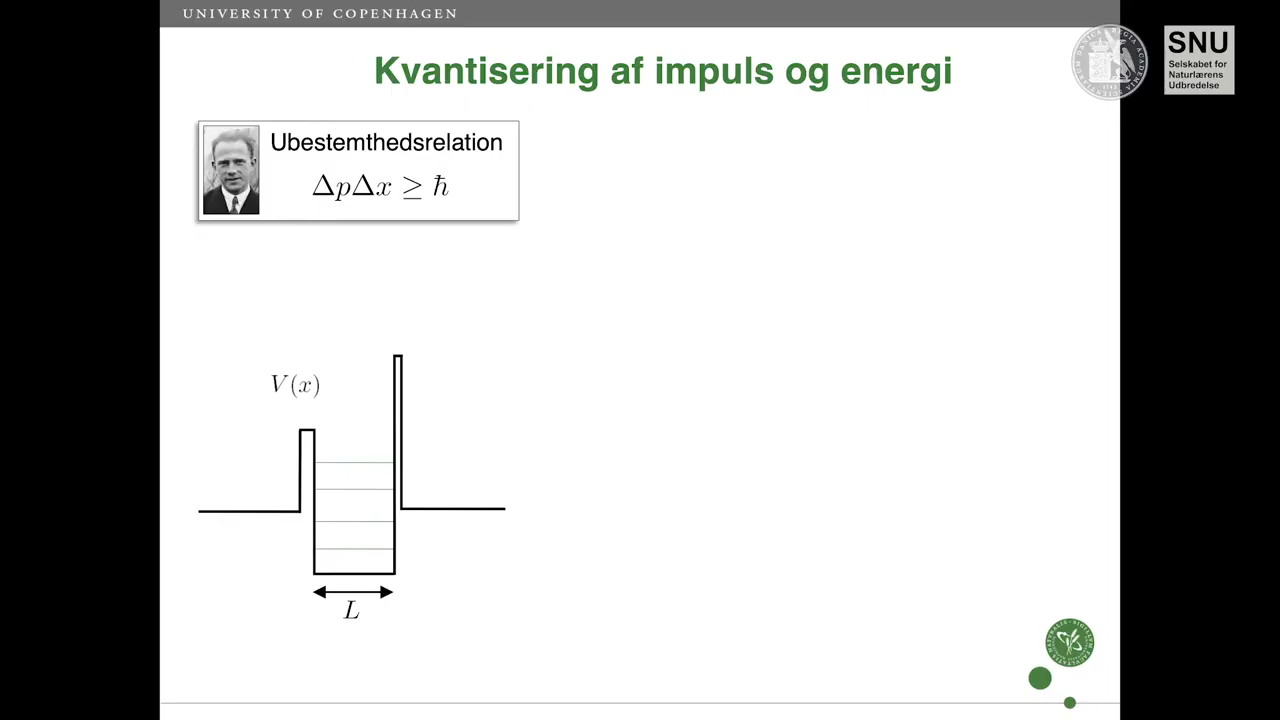 UNIVERSITY OF COPENHAGEN
Kvantisering af impuls og energi
SNU
Selskabet for
Naturlærens
Udbredelse
Ubestemthedsrelation
ΔpΔx ≥ ℏ
V(x)
L